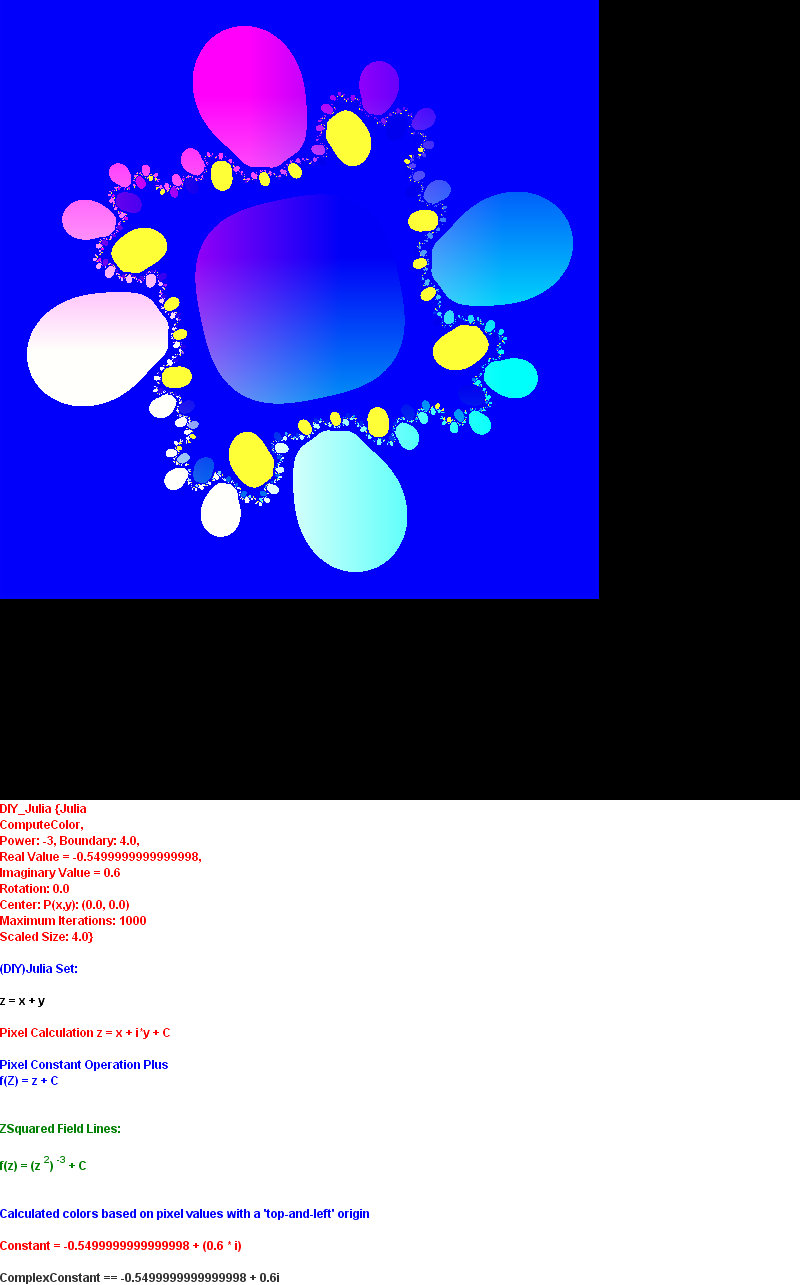 DIY_Julia {Julia
ComputeColor,
Power: -3, Boundary: 4.0,
Real Value = -0.5499999999999998,
Imaginary Value = 0.6
Rotation: 0.0
Center: P(x,y): (0.0, 0.0)
Maximum Iterations: 1000
Scaled Size: 4.0}
(DIY)Julia Set:
z = x + y
Pixel Calculation z = x + i*y + C
Pixel Constant Operation Plus
f(Z) = z + C
ZSquared Field Lines:
f(z) = (z 2) -3 + C
Calculated colors based on pixel values with a 'top-and-left' origin
Constant = -0.5499999999999998 + (0.6 * i)
ComplexConstant == -0.5499999999999998 + 0.6i